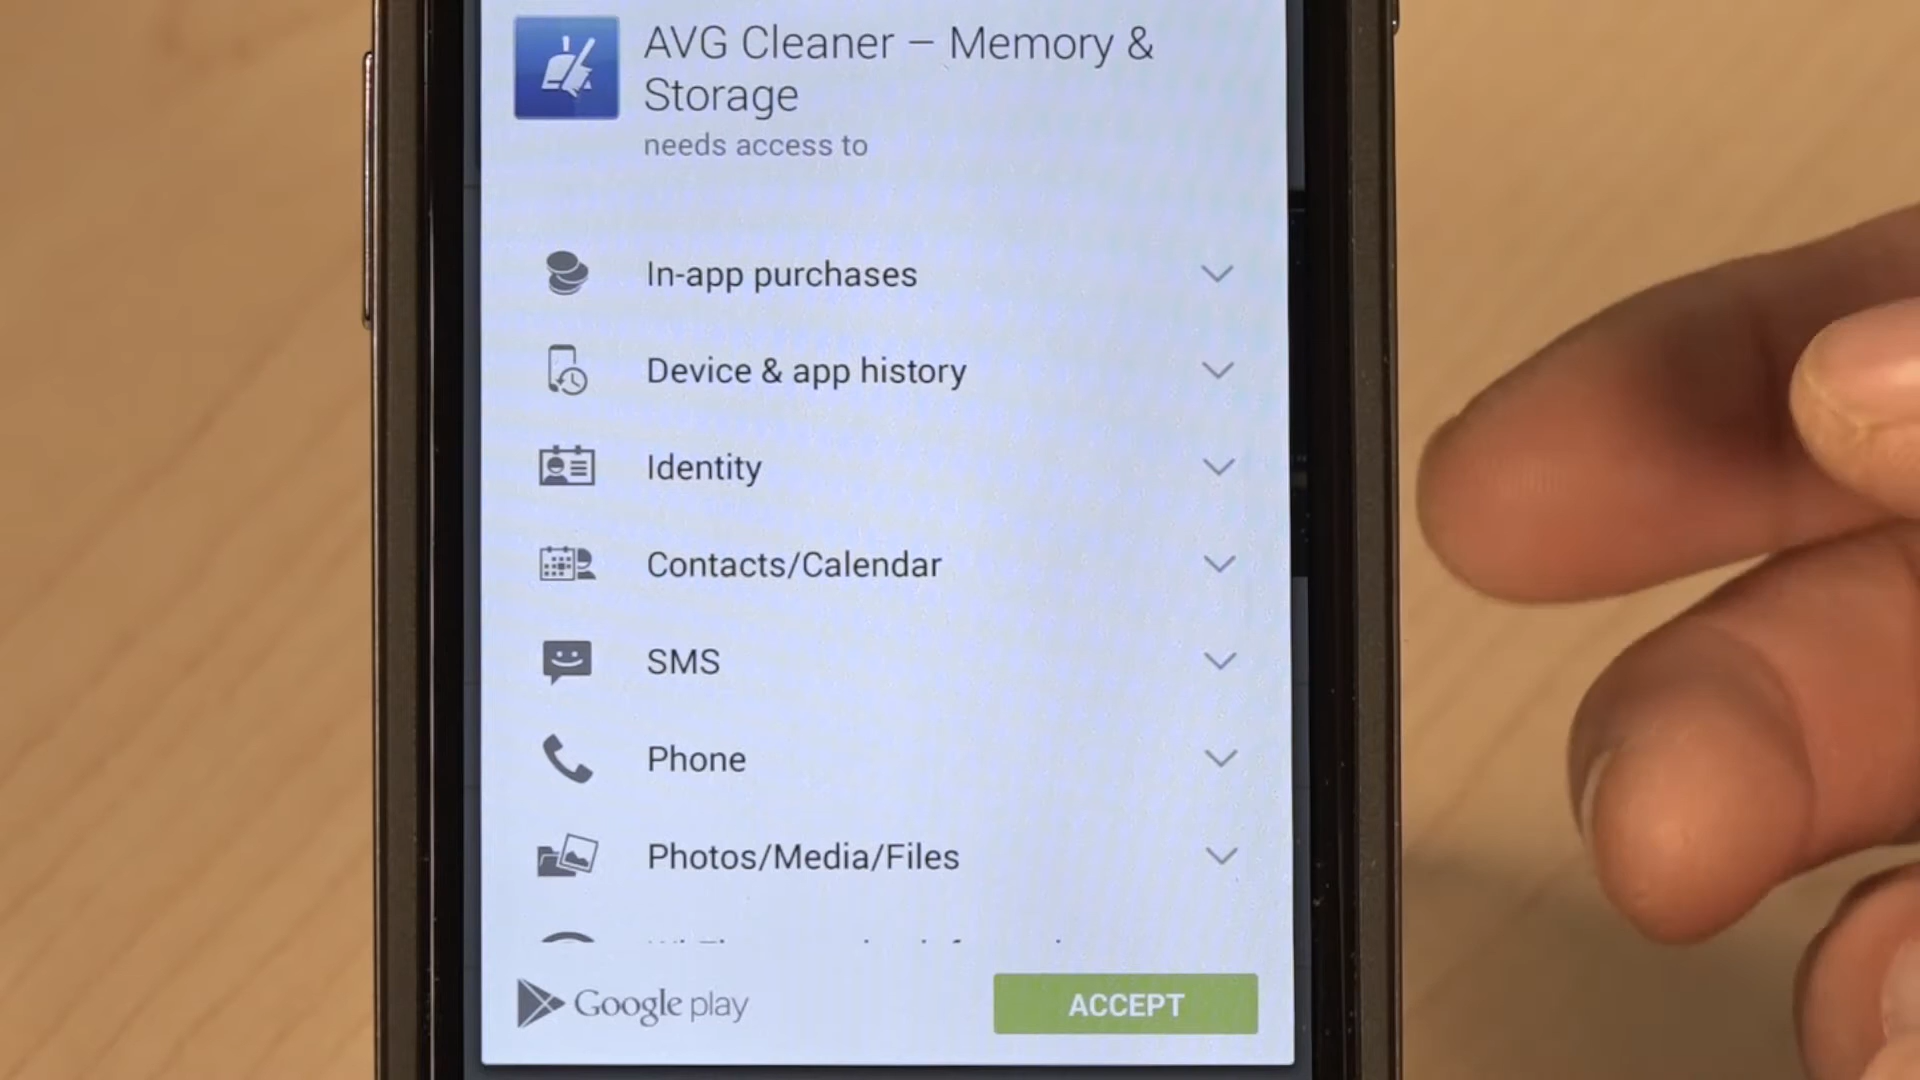 AVG Cleaner – Memory &
Storage
needs access to
In-app purchases
Device & app history
Identity
Contacts/Calendar
SMS
Phone
Photos/Media/Files
Google play
ACCEPT